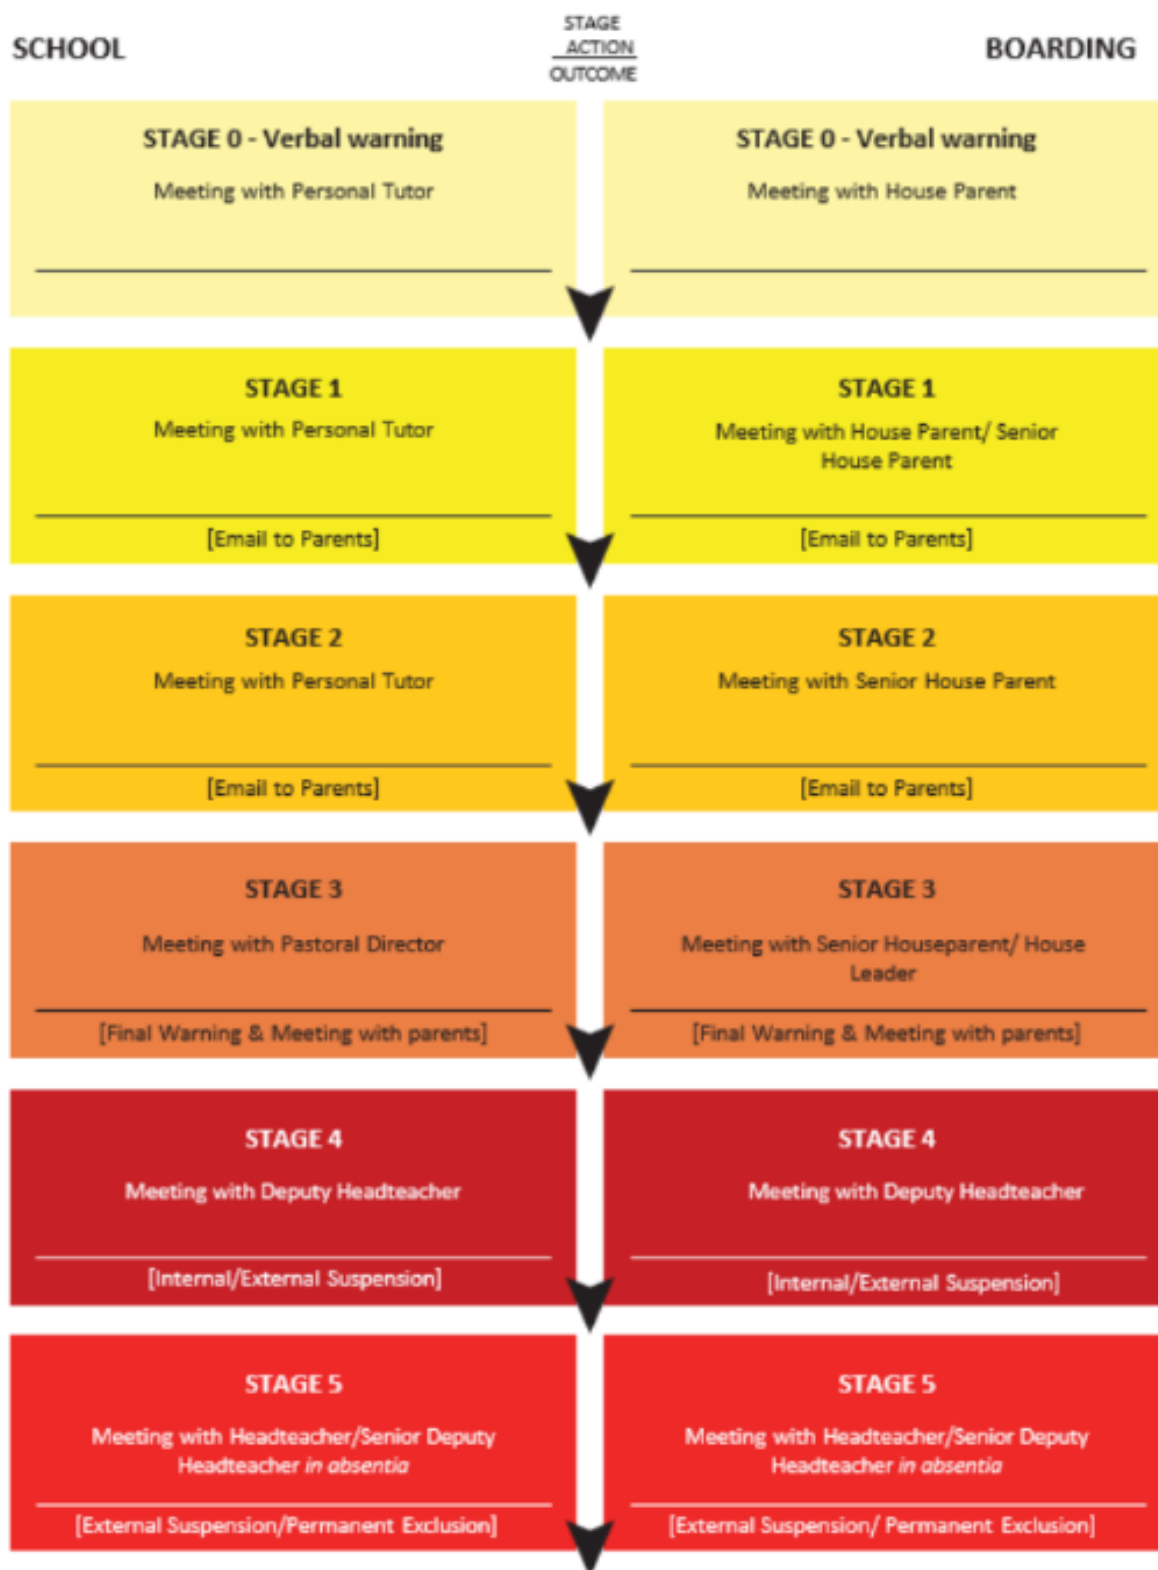 SCHOOL
STAGE
ACTION
OUTCOME
BOARDING
STAGE 0 - Verbal warning
Meeting with Personal Tutor
STAGE 0 - Verbal warning
Meeting with House Parent
STAGE 1
Meeting with Personal Tutor
[Email to Parents]
STAGE 1
Meeting with House Parent/ Senior
House Parent
[Email to Parents]
STAGE 2
Meeting with Personal Tutor
[Email to Parents]
STAGE 2
Meeting with Senior House Parent
[Email to Parents]
STAGE 3
Meeting with Pastoral Director
[Final Warning & Meeting with parents]
STAGE 3
Meeting with Senior Houseparent/ House
Leader
[Final Warning & Meeting with parents]
STAGE 4
Meeting with Deputy Headteacher
[Internal/External Suspension]
STAGE 4
Meeting with Deputy Headteacher
[Internal/External Suspension]
STAGE 5
Meeting with Headteacher/Senior Deputy
Headteacher in absentia
[External Suspension/Permanent Exclusion]
STAGE 5
Meeting with Headteacher/Senior Deputy
Headteacher in absentia
[External Suspension/ Permanent Exclusion]